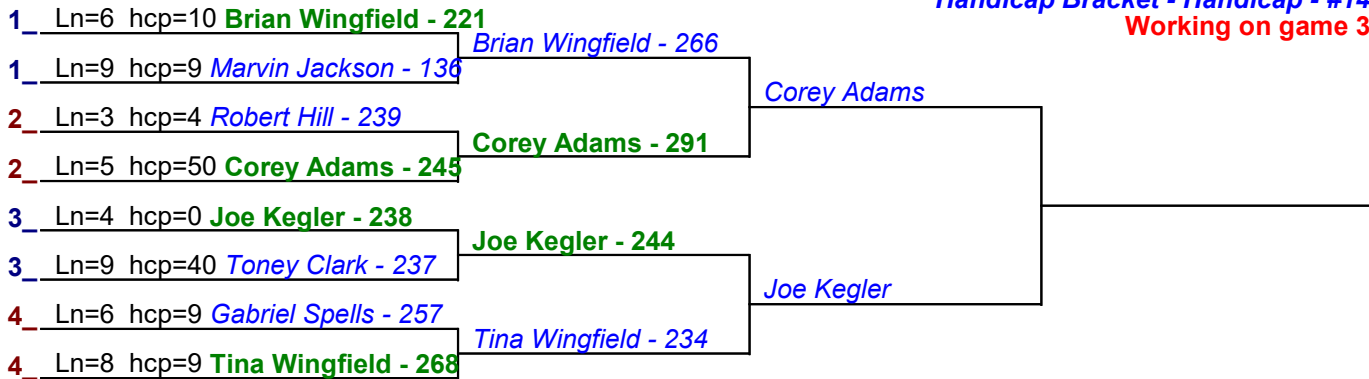 Handicap Bracket - Handicap - #14
Working on game 3
1_ Ln=6 hcp=10 Brian Wingfield - 221
Brian Wingfield - 266
1_ Ln=9 hcp=9 Marvin Jackson - 136
Corey Adams
2_ Ln=3 hcp=4 Robert Hill - 239
Corey Adams - 291
2_ Ln=5 hcp=50 Corey Adams - 245
3_ Ln=4 hcp=0 Joe Kegler - 238
Joe Kegler - 244
3_ Ln=9 hcp=40 Toney Clark - 237
Joe Kegler
4_ Ln=6 hcp=9 Gabriel Spells - 257
Tina Wingfield - 234
4_ Ln=8 hcp=9 Tina Wingfield - 268